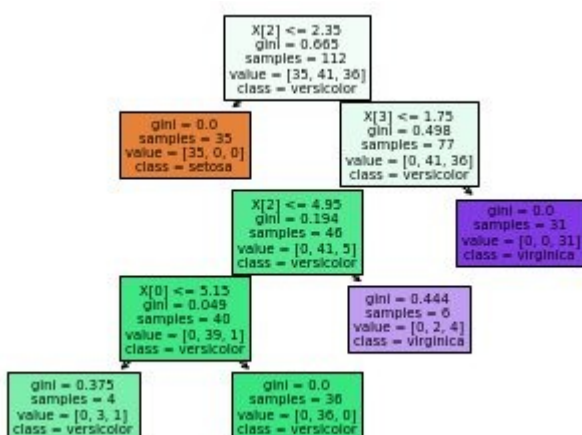 X[2] <= 2.35
gini = 0.665
samples = 112
value = [35, 41, 36]
class = versicolor
gini = 0.0
samples = 35
value = [35, 0, 0]
class = setosa
X[3] <= 1.75
gini = 0.498
samples = 77
value = [0, 41, 36]
class = versicolor
X[2] <= 4.95
gini = 0.194
samples = 46
value = [0, 41, 5]
class = versicolor
gini = 0.0
samples = 31
value = [0, 0, 31]
class = virginica
X[0] <= 5.15
gini = 0.049
samples = 40
value = [0, 39, 1]
class = versicolor
gini = 0.444
samples = 6
value = [0, 2, 4]
class = virginica
gini = 0.375
samples = 4
value = [0, 3, 1]
class = versicolor
gini = 0.0
samples = 36
value = [0, 36, 0]
class = versicolor